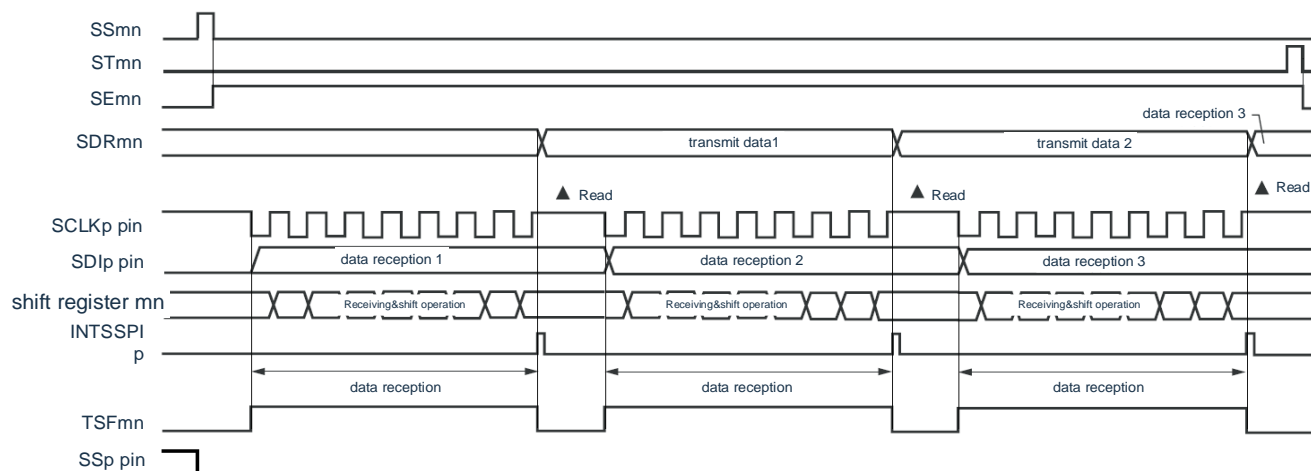 SSmn
STmn
SEmn
data reception 3
SDRmn transmit data1 transmit data 2
Read Read Read
SCLKp pin
SDIp pin data reception 1 data reception 2 data reception 3
shift register mn Receiving&shift operation Receiving&shift operation Receiving&shift operation
INTSSPI
p
data reception data reception data reception
TSFmn
SSp pin